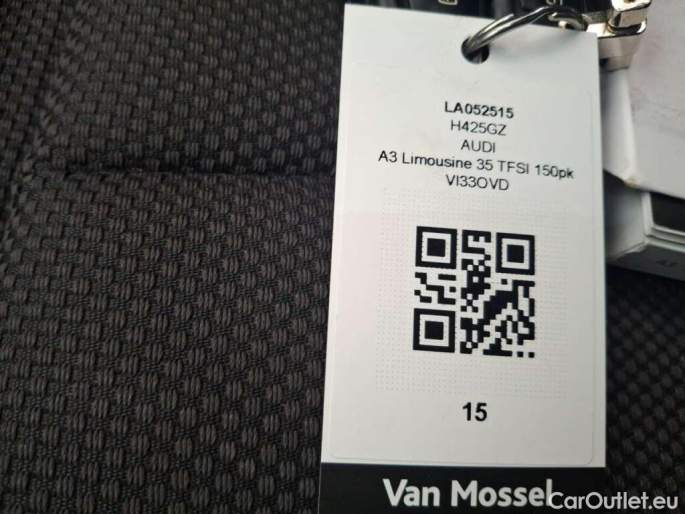 LA052515
H425GZ
AUDI
A3 Limousine 35 TFSI 150pk
VI33OVD
15
Van Mossel
CarOutlet.eu